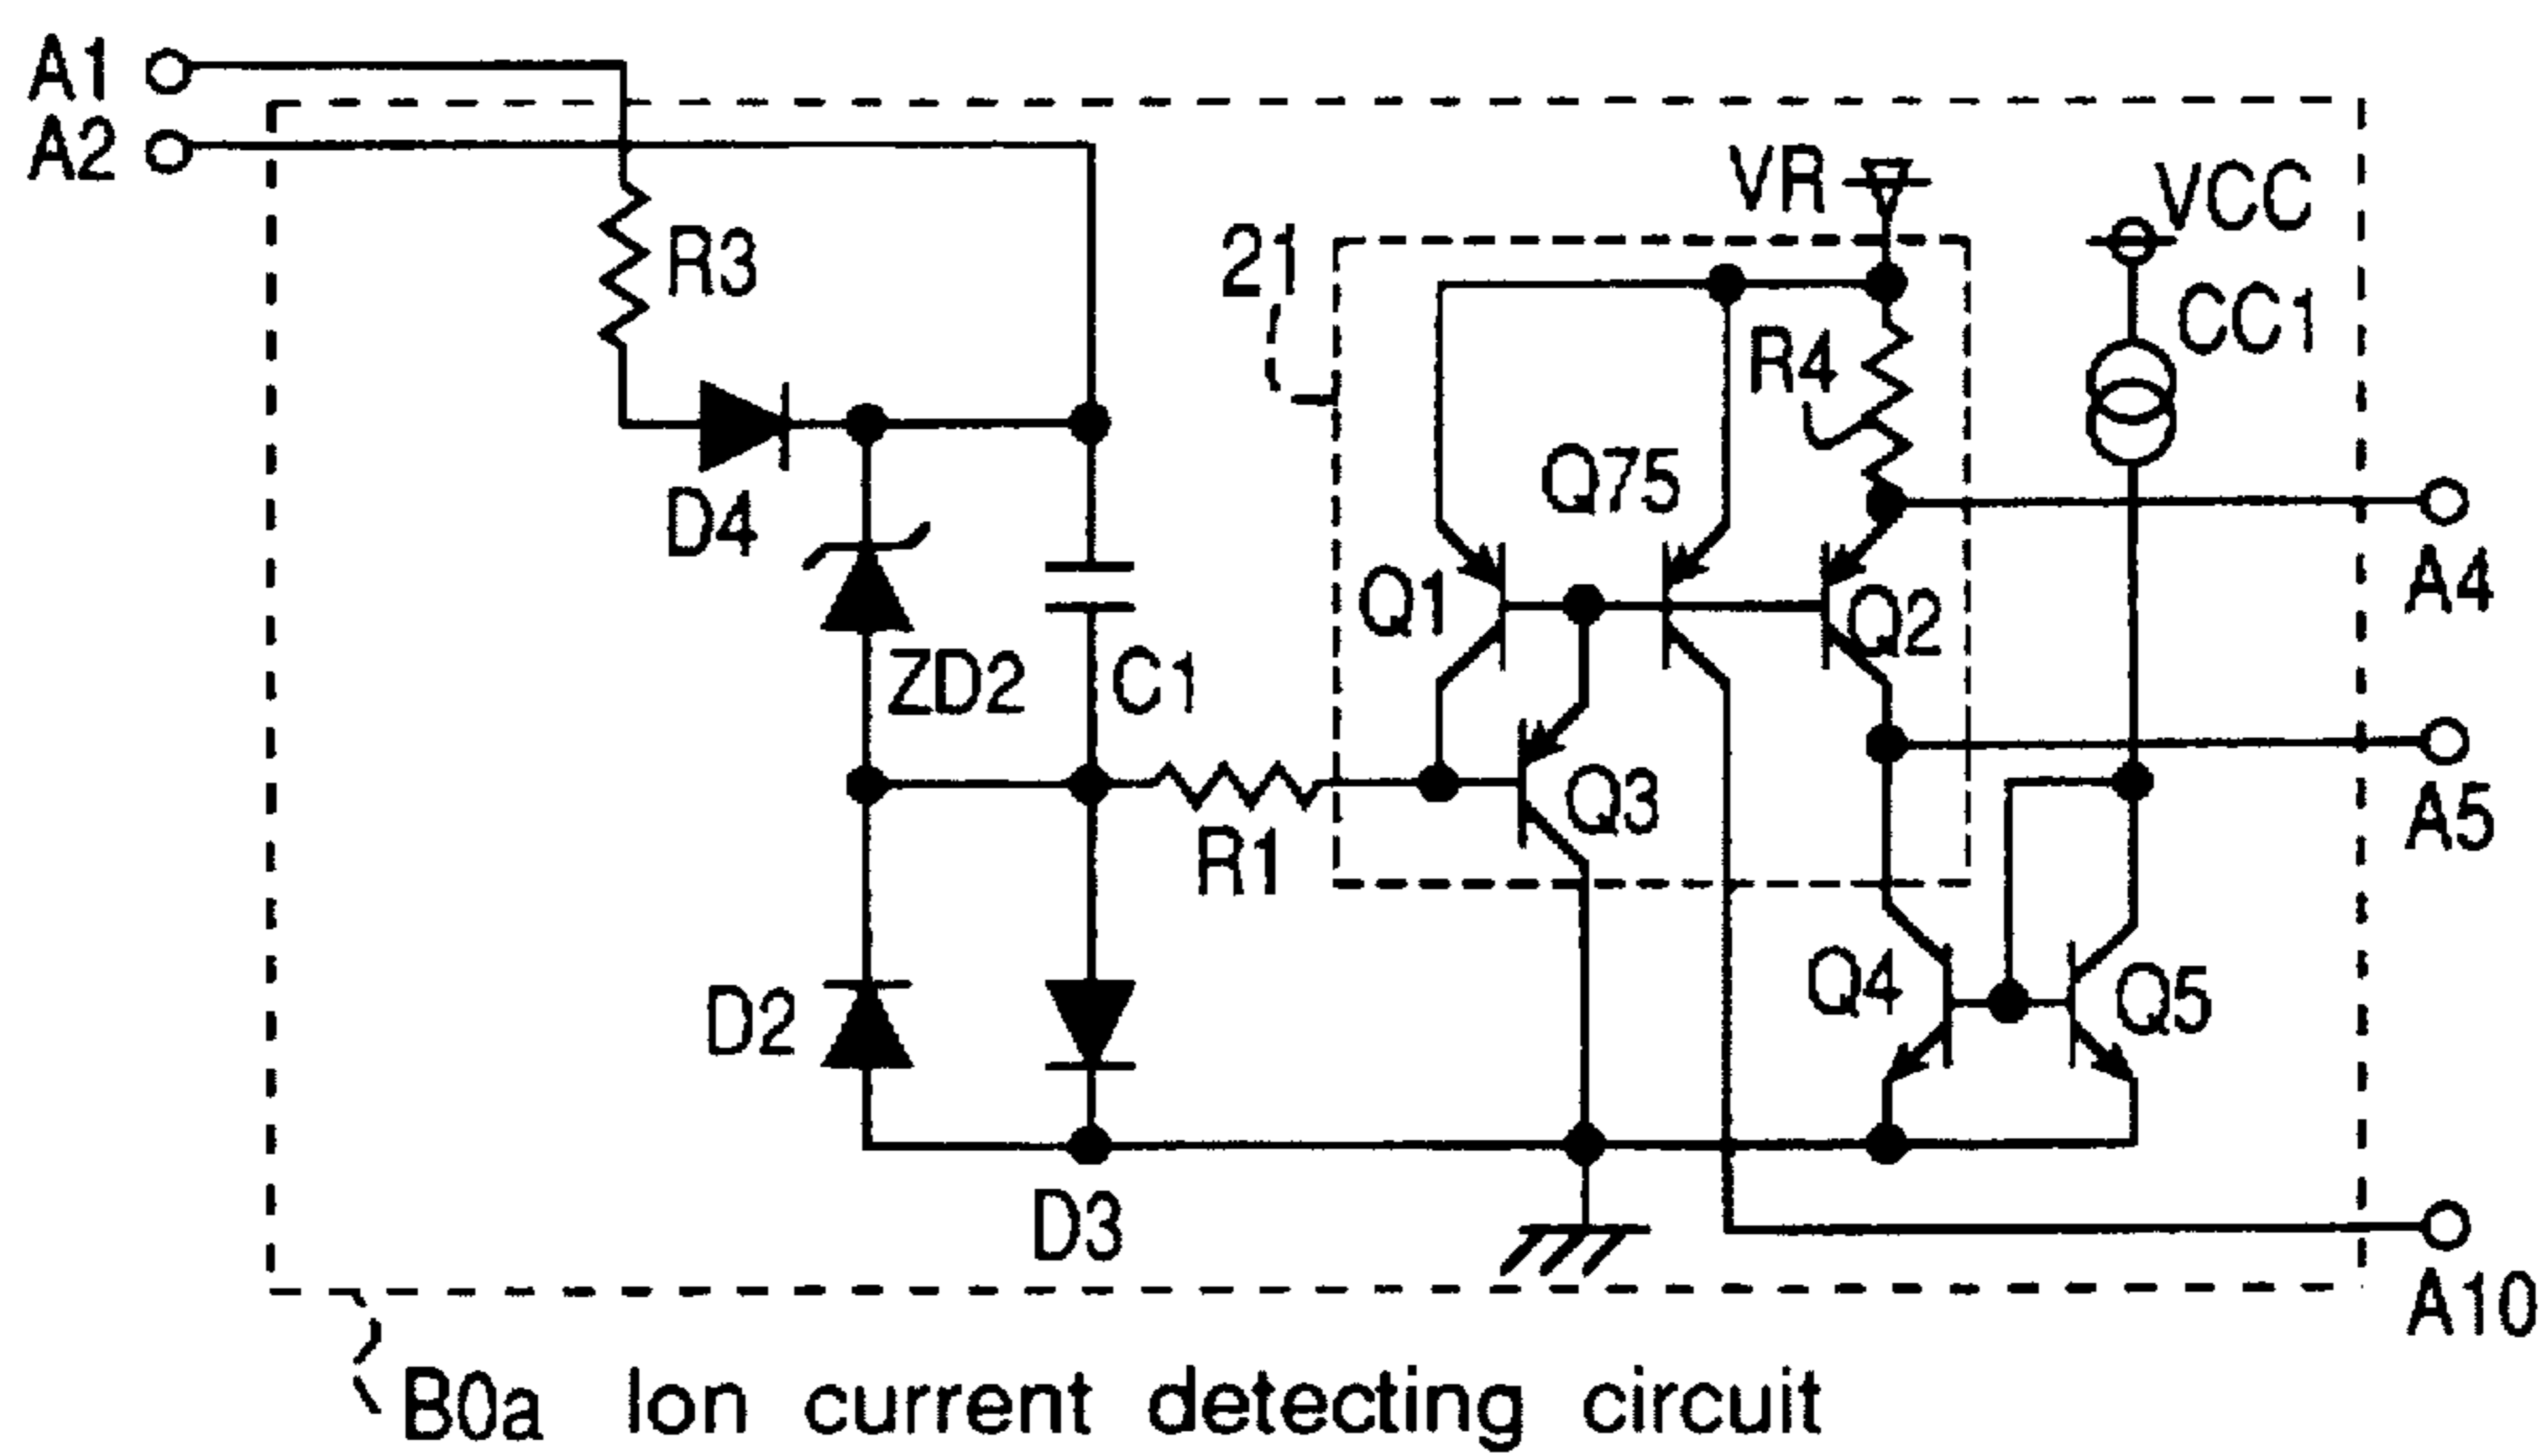 A1
A2
VR
VCC
21
R3
CC1
R4
Q75
D4
A4
Q1
Q2
ZD2
C1
Q3
A5
R1
Q4
Q5
D2
D3
A10
B0a Ion current detecting circuit